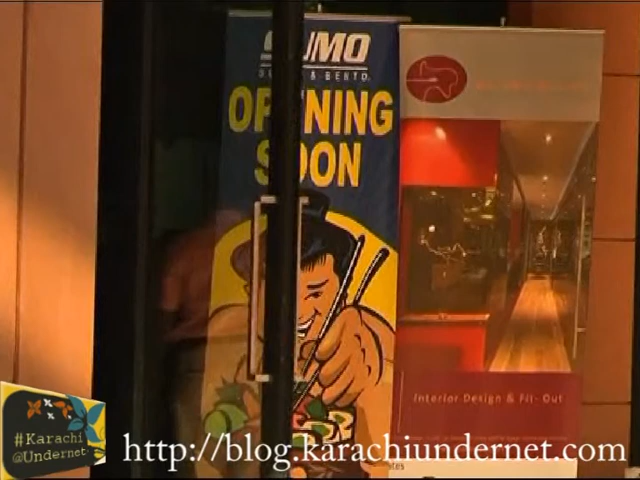 SUMO
OPENING
SOON
Interior Design & Fit-Out
#Karachi
@Undernet
http://blog.karachiundernet.com